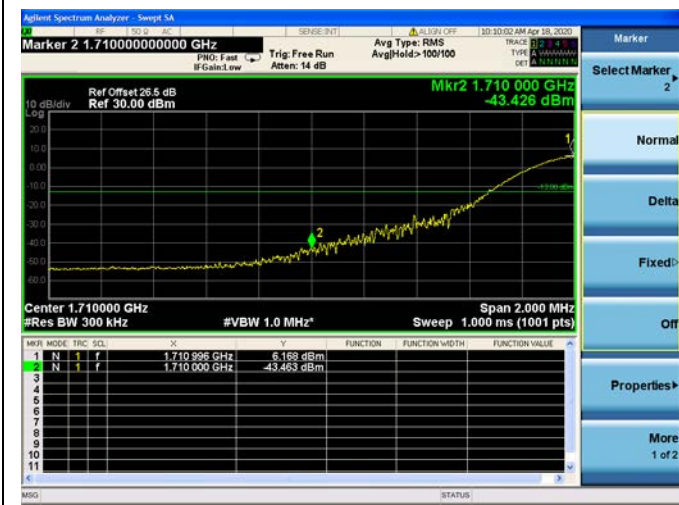 Agilent Spectrum Analyzer - Swept SA
RF 50 Ω AC SENSE:INT ALIGN OFF 10:10:02 AM Apr 18, 2020
Marker 2 1.710000000000 GHz
PNO: Fast
IFGain:Low
Trig: Free Run
Atten: 14 dB
Avg Type: RMS
Avg|Hold:>100/100
TRACE 1 2 3 4 5 6
TYPE A WWWWW
DET A N N N N N
Ref Offset 26.5 dB
Ref 30.00 dBm
10 dB/div
Log
Mkr2 1.710 000 GHz
-43.426 dBm
20.0
10.0
0.00
-10.0
-20.0
-30.0
-40.0
-50.0
-60.0
1
2
-13.00 dBm
Center 1.710000 GHz
#Res BW 300 kHz
#VBW 1.0 MHz*
Span 2.000 MHz
Sweep 1.000 ms (1001 pts)
MKR MODE TRC SCL X Y FUNCTION FUNCTION WIDTH FUNCTION VALUE
1 N 1 f 1.710 996 GHz 6.168 dBm
2 N 1 f 1.710 000 GHz -43.463 dBm
3
4
5
6
7
8
9
10
11
MSG
STATUS
Marker
Select Marker
2
Normal
Delta
Fixed
Off
Properties
More
1 of 2